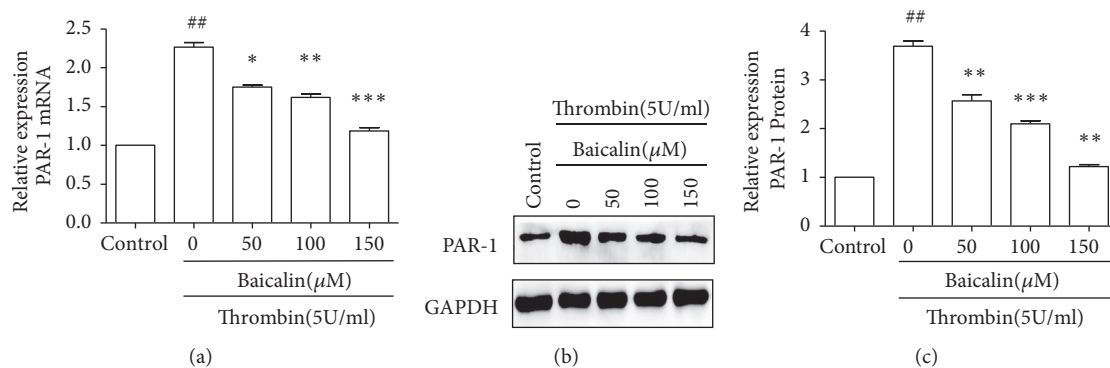 Relative expression
PAR-1 mRNA
2.5
2.0
1.5
1.0
0.5
0.0
##
*
**
***
Control
0
50
100
150
Baicalin(μM)
Thrombin(5U/ml)
(a)
Thrombin(5U/ml)
Baicalin(μM)
Control
0
50
100
150
PAR-1
GAPDH
(b)
Relative expression
PAR-1 Protein
4
3
2
1
0
##
**
***
**
Control
0
50
100
150
Baicalin(μM)
Thrombin(5U/ml)
(c)